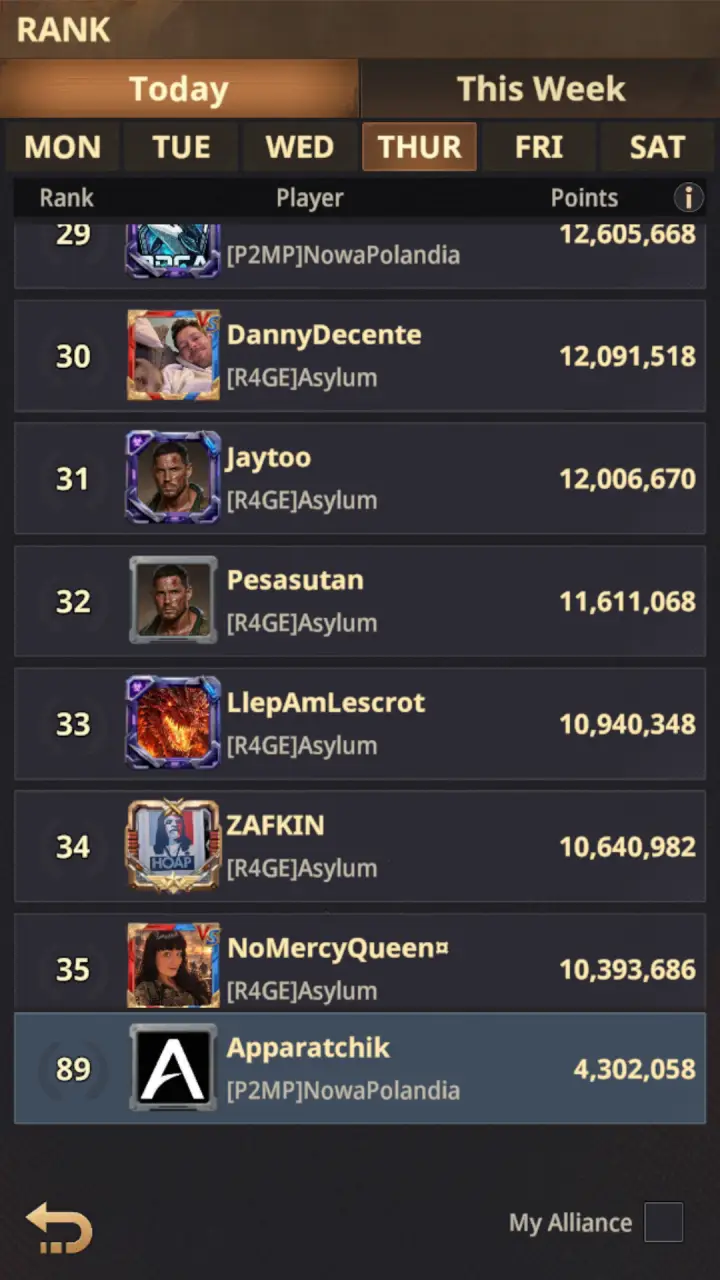 RANK
Today
This Week
MON TUE WED THUR FRI SAT
Rank Player Points i
29
12,605,668
[P2MP]NowaPolandia
30
DannyDecente
[R4GE]Asylum
12,091,518
31
Jaytoo
[R4GE]Asylum
12,006,670
32
Pesasutan
[R4GE]Asylum
11,611,068
33
LlepAmLescrot
[R4GE]Asylum
10,940,348
34
HOAP
ZAFKIN
[R4GE]Asylum
10,640,982
35
VS
NoMercyQueen¤
[R4GE]Asylum
10,393,686
89
A
Apparatchik
[P2MP]NowaPolandia
4,302,058
My Alliance